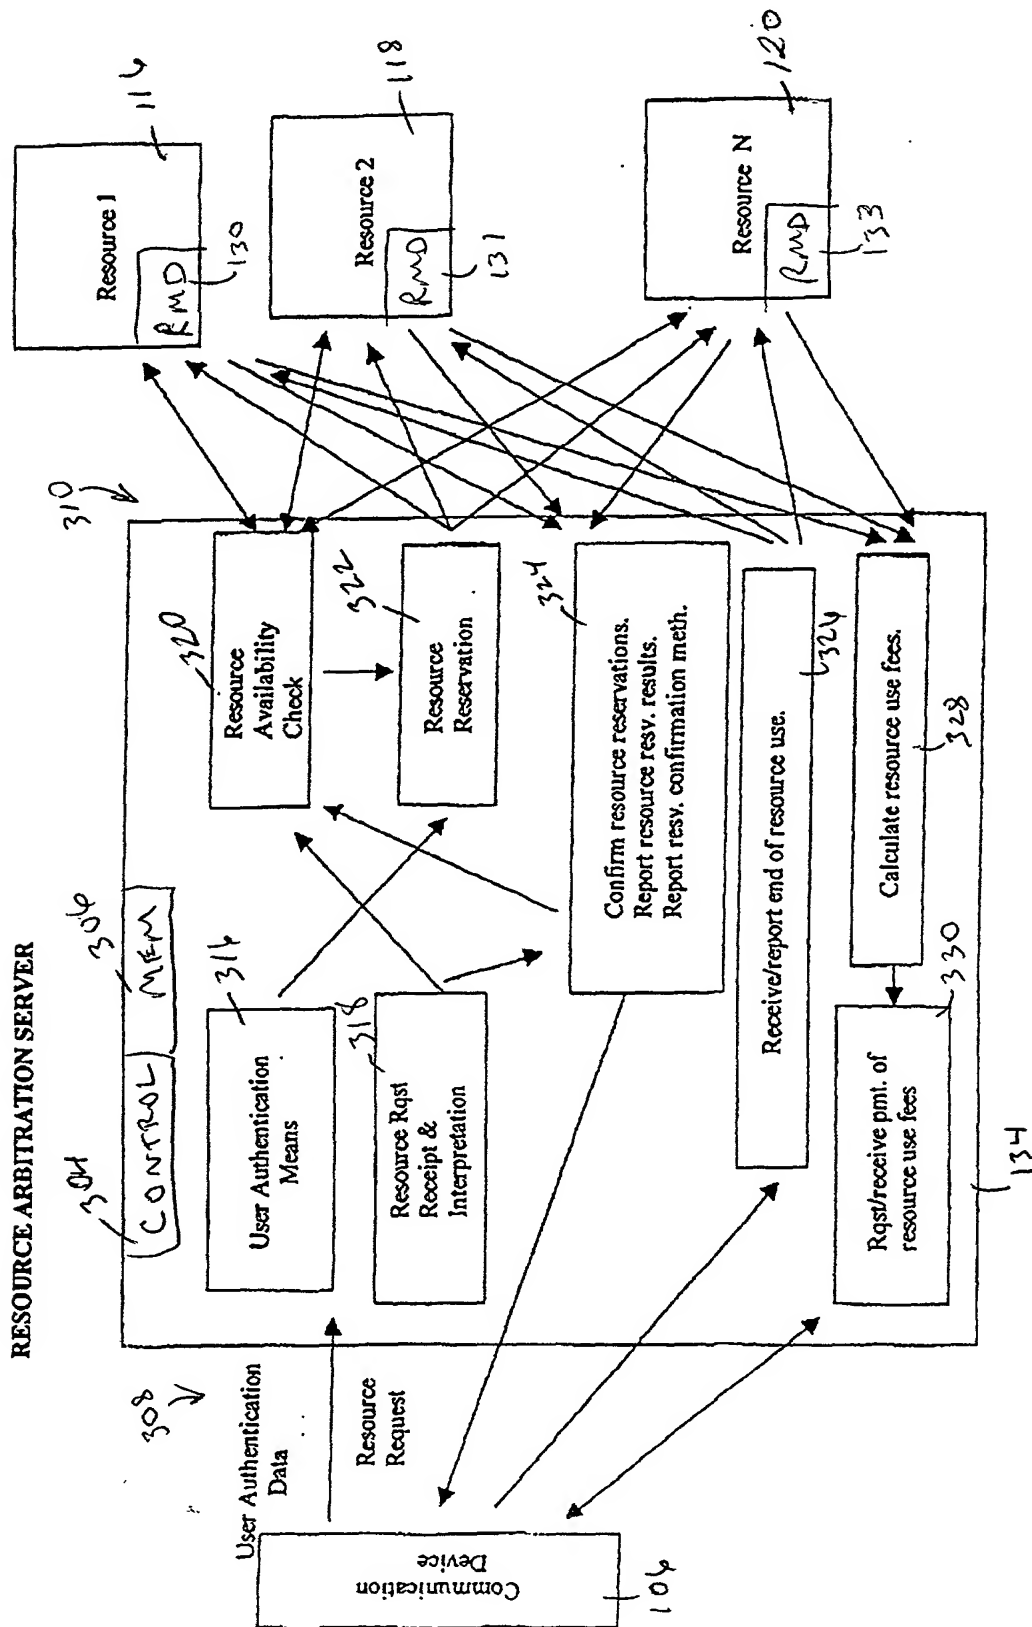 RESOURCE ARBITRATION SERVER
308
310
304
CONTROL
306
MEM
User Authentication
Data
Resource
Request
Communication
Device
106
316
User Authentication
Means
318
Resource Rqst
Receipt &
Interpretation
320
Resource
Availability
Check
322
Resource
Reservation
324
Confirm resource reservations.
Report resource resv. results.
Report resv. confirmation meth.
Receive/report end of resource use.
326
Calculate resource use fees.
328
Rqst/receive pmt. of
resource use fees
330
134
Resource 1
RMD
130
116
Resource 2
RMD
131
118
Resource N
RMD
133
120